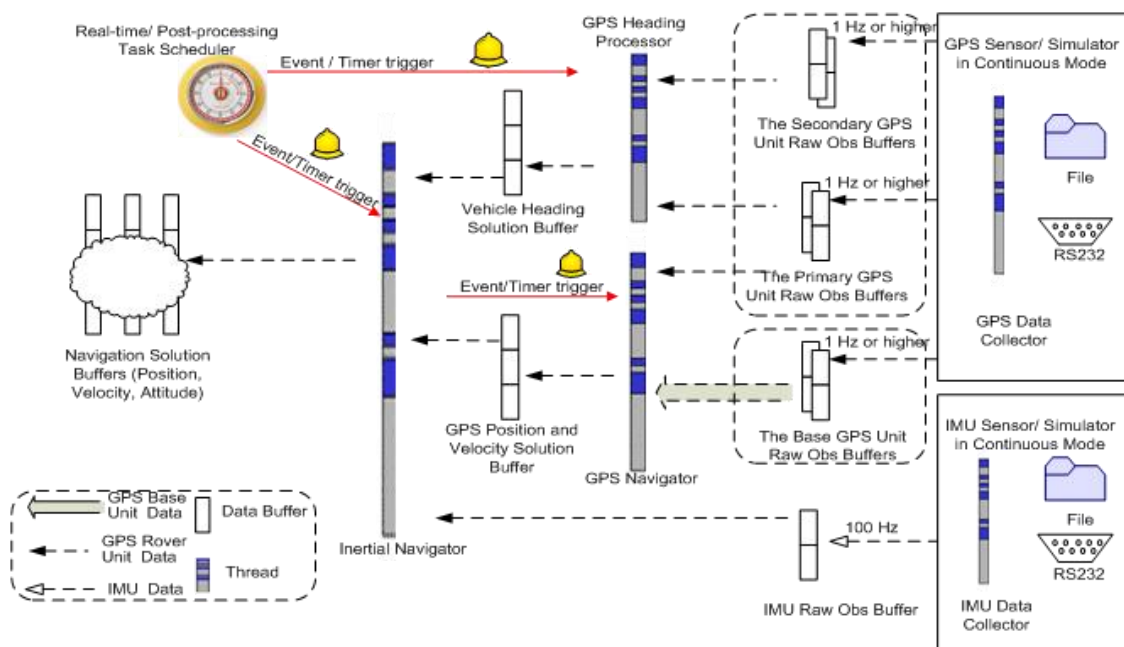 Real-time/ Post-processing
Task Scheduler
Event / Timer trigger
GPS Heading
Processor
1 Hz or higher
GPS Sensor/ Simulator
in Continuous Mode
The Secondary GPS
Unit Raw Obs Buffers
File
Event/Timer trigger
Vehicle Heading
Solution Buffer
1 Hz or higher
RS232
The Primary GPS
Unit Raw Obs Buffers
Event/Timer trigger
GPS Data
Collector
1 Hz or higher
Navigation Solution
Buffers (Position,
Velocity, Attitude)
GPS Position and
Velocity Solution
Buffer
The Base GPS Unit
Raw Obs Buffers
GPS Navigator
IMU Sensor/ Simulator
in Continuous Mode
File
GPS Base
Unit Data
Data Buffer
GPS Rover
Unit Data
Thread
IMU Data
Inertial Navigator
100 Hz
RS232
IMU Raw Obs Buffer
IMU Data
Collector